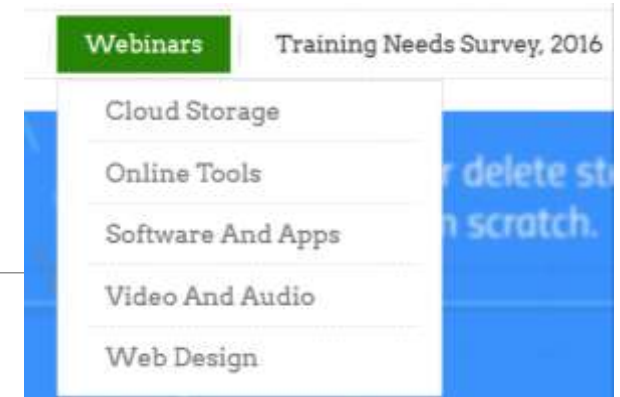 Webinars Training Needs Survey, 2016
Cloud Storage
Online Tools
r delete
Software And Apps
scratch.
Video And Audio
Web Design